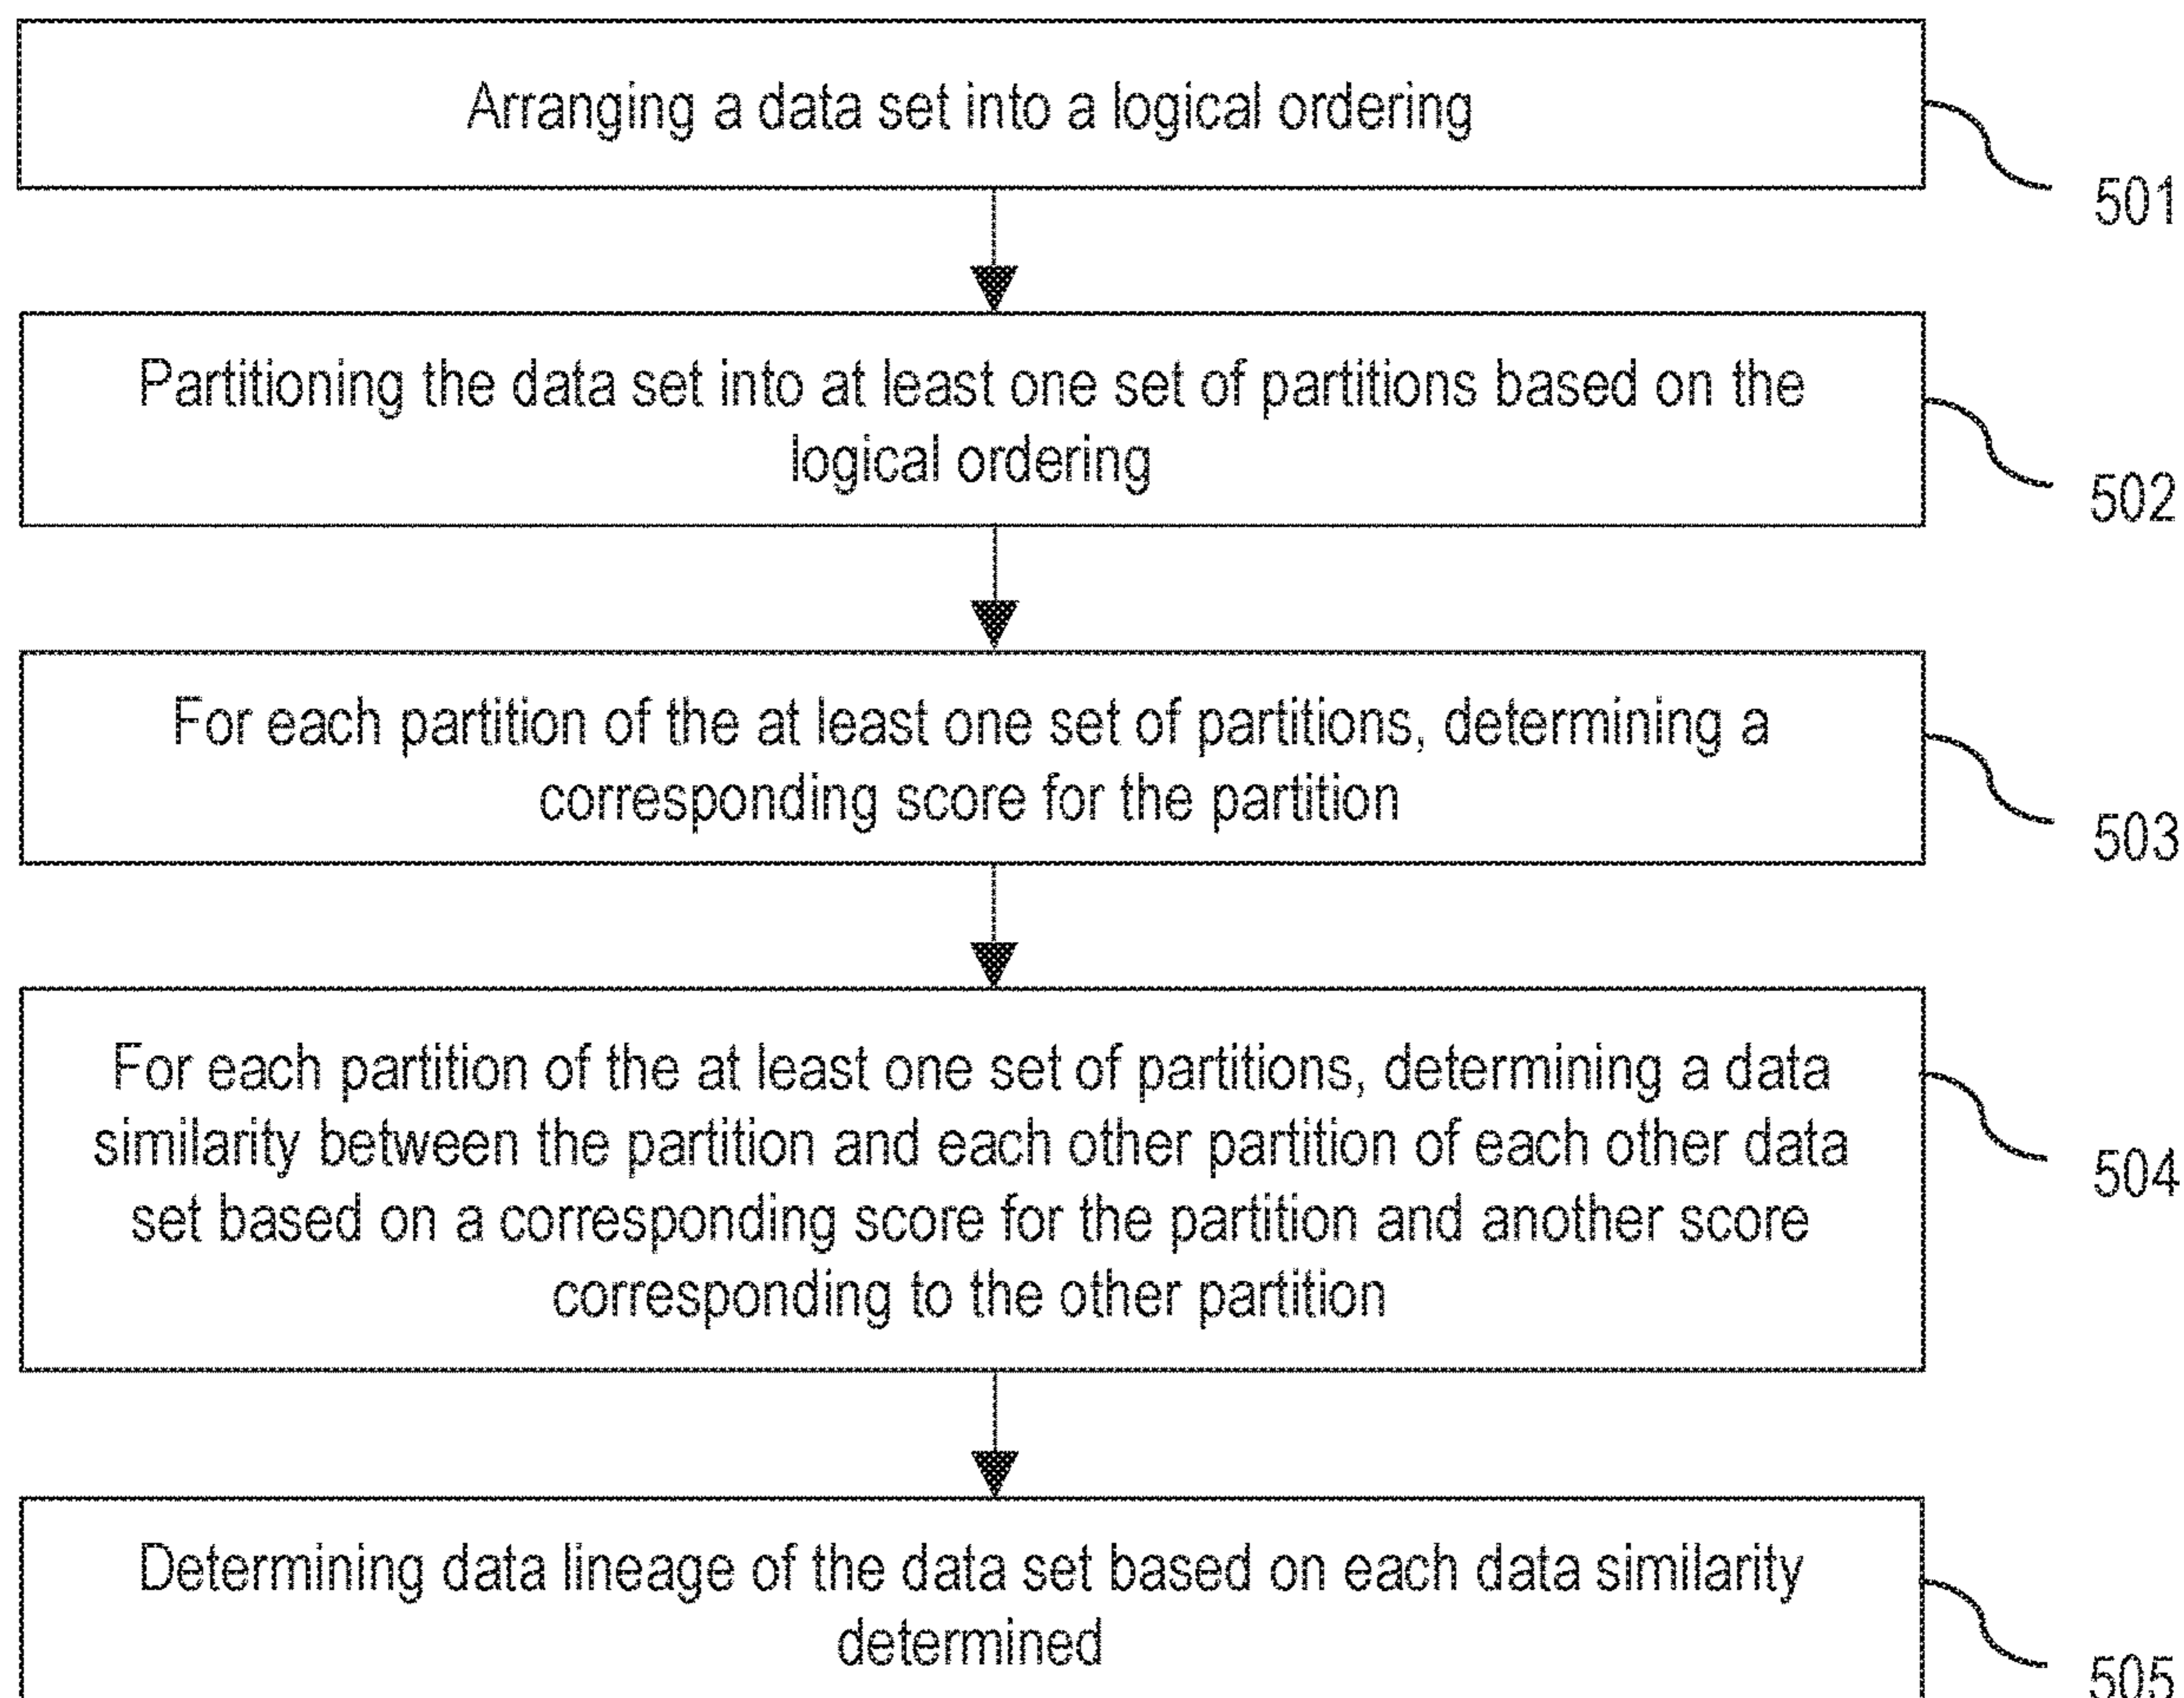 Arranging a data set into a logical ordering
501
Partitioning the data set into at least one set of partitions based on the
logical ordering
502
For each partition of the at least one set of partitions, determining a
corresponding score for the partition
503
For each partition of the at least one set of partitions, determining a data
similarity between the partition and each other partition of each other data
set based on a corresponding score for the partition and another score
corresponding to the other partition
504
Determining data lineage of the data set based on each data similarity
determined
505